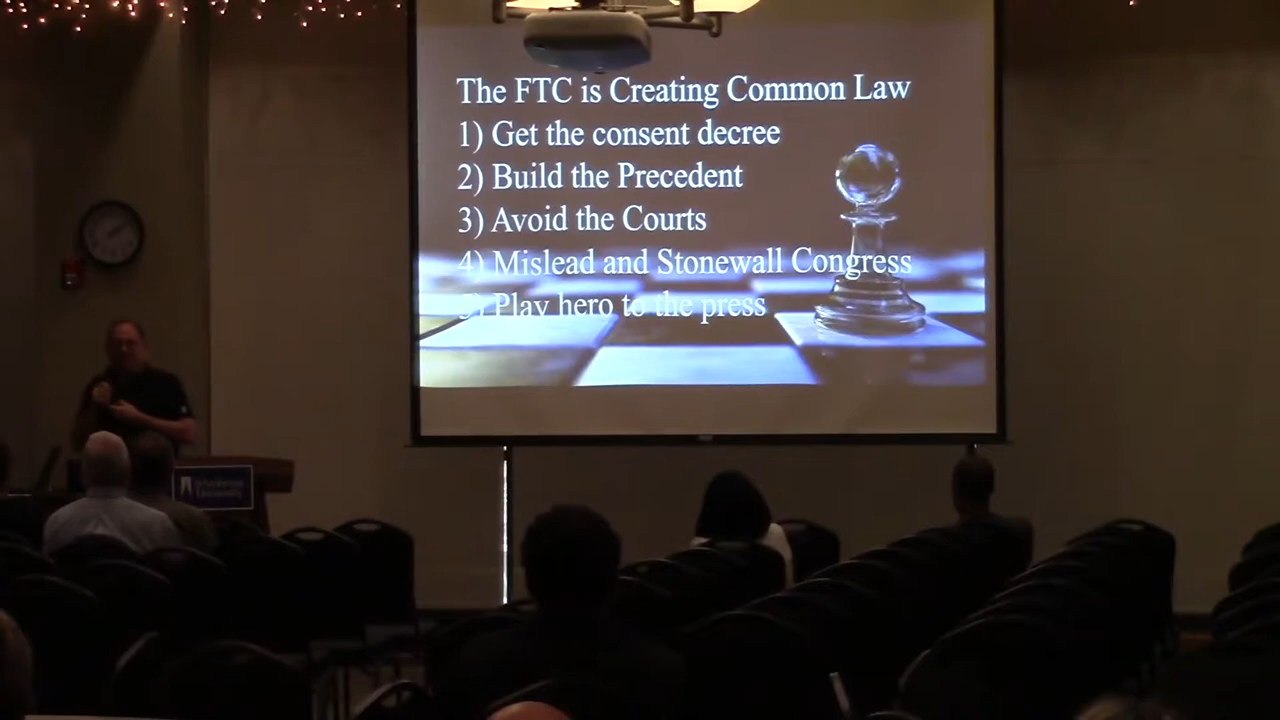 The FTC is Creating Common Law
1) Get the consent decree
2) Build the Precedent
3) Avoid the Courts
4) Mislead and Stonewall Congress
5) Play hero to the press
University